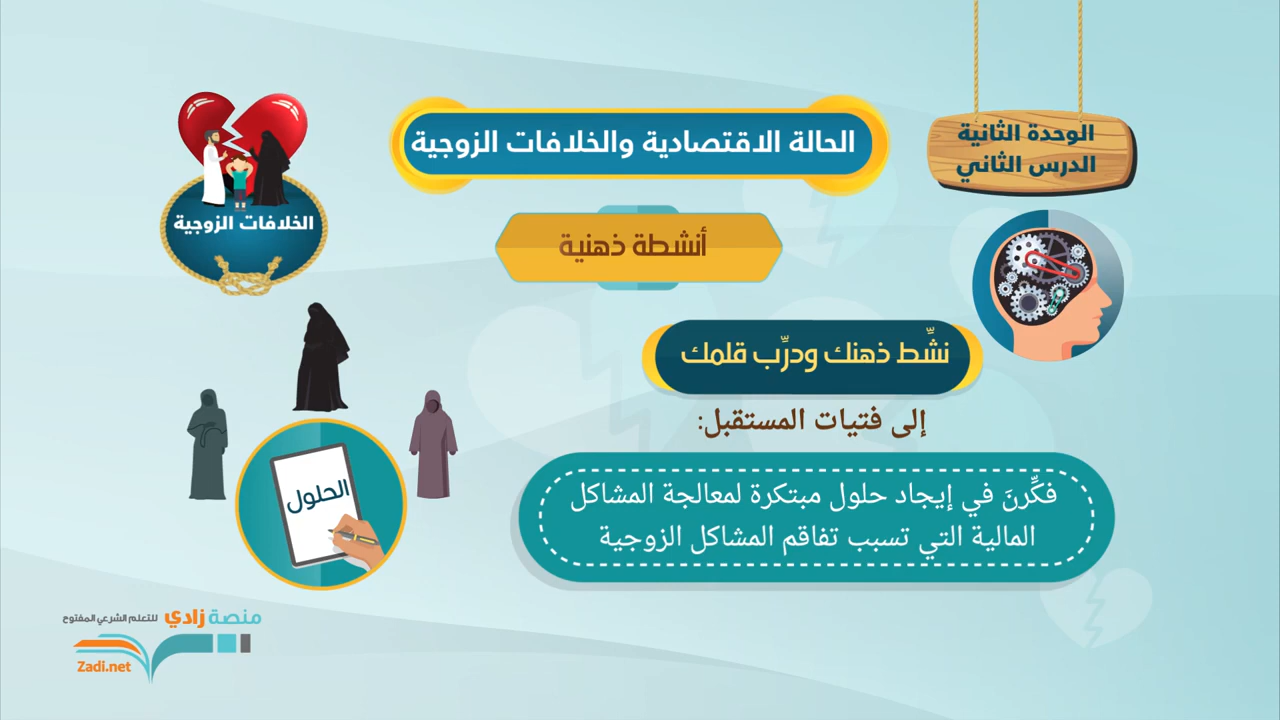 الوحدة الثانية
الدرس الثاني
الحالة الاقتصادية والخلافات الزوجية
الخلافات الزوجية
أنشطة ذهنية
نشِّط ذهنك ودرِّب قلمك
إلى فتيات المستقبل:
فكِّرنَ في إيجاد حلول مبتكرة لمعالجة المشاكل
المالية التي تسبب تفاقم المشاكل الزوجية
الحلول
منصة زادي للتعلم الشرعي المفتوح
Zadi.net